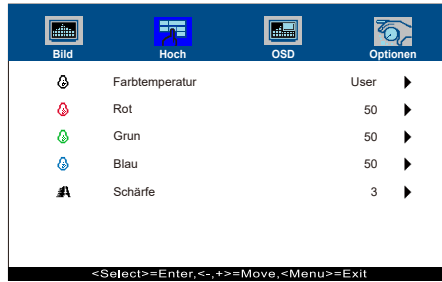 Bild Hoch OSD Optionen
Farbtemperatur User
Rot 50
Grun 50
Blau 50
Schärfe 3
<Select>=Enter,<-,+>=Move,<Menu>=Exit